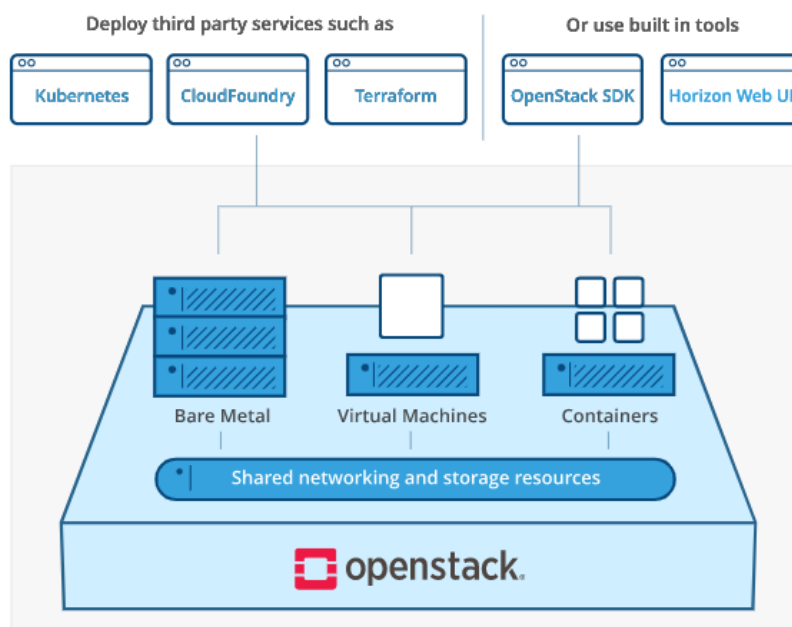 Deploy third party services such as
Or use built in tools
Kubernetes
CloudFoundry
Terraform
OpenStack SDK
Horizon Web UI
Bare Metal
Virtual Machines
Containers
Shared networking and storage resources
openstack.